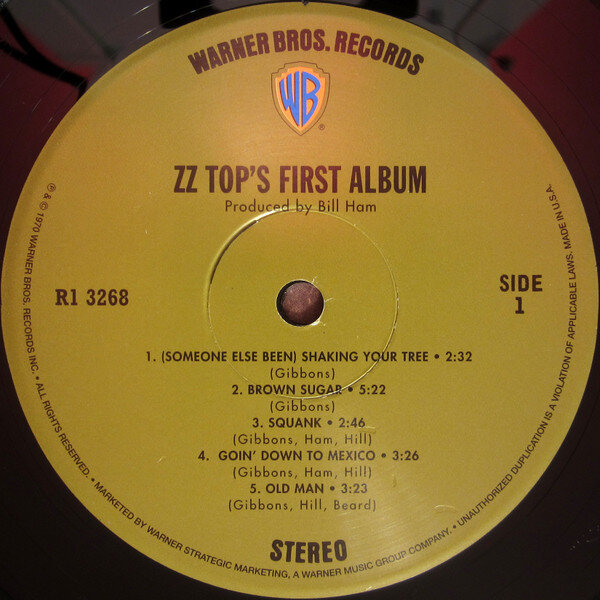 WARNER BROS. RECORDS
WB
®
ZZ TOP'S FIRST ALBUM
Produced by Bill Ham
R1 3268
SIDE
1
1. (SOMEONE ELSE BEEN) SHAKING YOUR TREE • 2:32
(Gibbons)
2. BROWN SUGAR • 5:22
(Gibbons)
3. SQUANK • 2:46
(Gibbons, Ham, Hill)
4. GOIN' DOWN TO MEXICO • 3:26
(Gibbons, Ham, Hill)
5. OLD MAN • 3:23
(Gibbons, Hill, Beard)
STEREO
℗ & © 1970 WARNER BROS. RECORDS INC. • ALL RIGHTS RESERVED. • MARKETED BY WARNER STRATEGIC MARKETING, A WARNER MUSIC GROUP COMPANY. • UNAUTHORIZED DUPLICATION IS A VIOLATION OF APPLICABLE LAWS. MADE IN U.S.A.